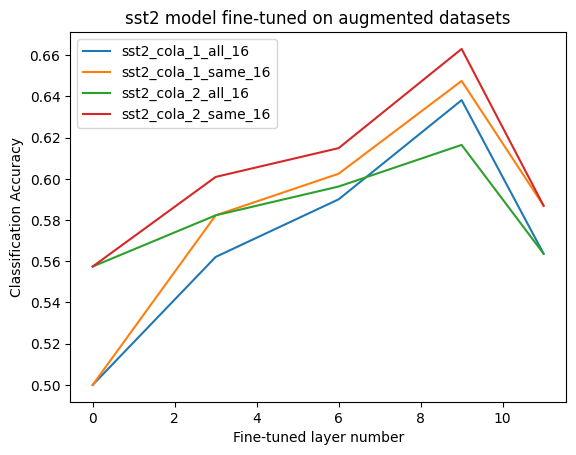 sst2 model fine-tuned on augmented datasets
sst2_cola_1_all_16
sst2_cola_1_same_16
sst2_cola_2_all_16
sst2_cola_2_same_16
Classification Accuracy
0.66
0.64
0.62
0.60
0.58
0.56
0.54
0.52
0.50
0 2 4 6 8 10
Fine-tuned layer number